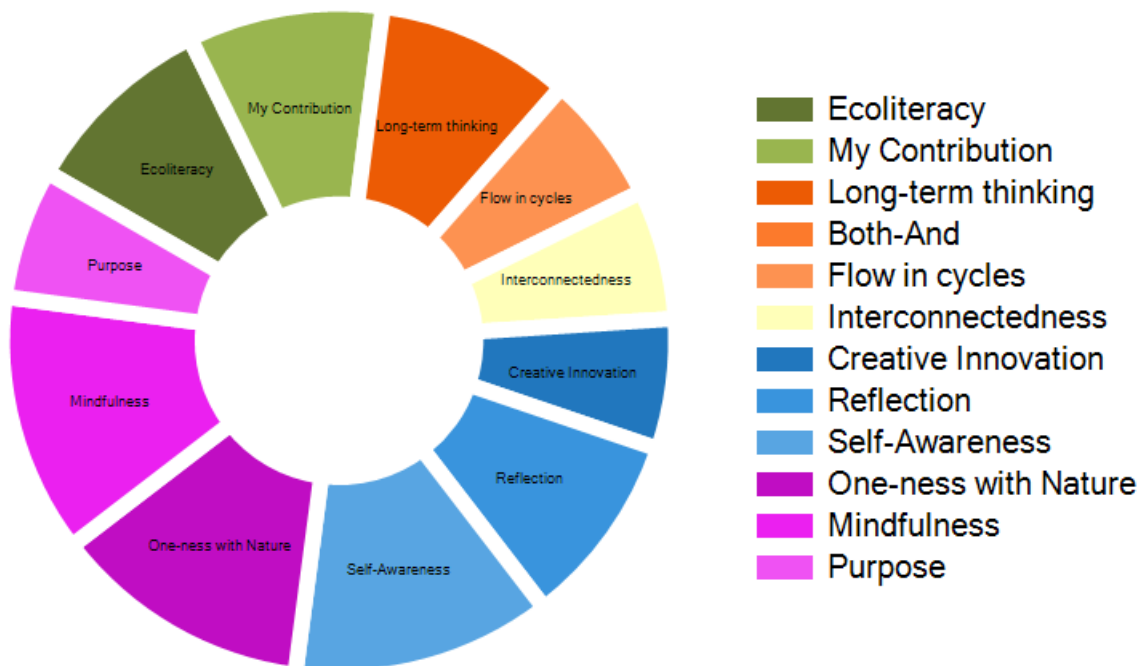 My Contribution
Long-term thinking
Ecoliteracy
Flow in cycles
Purpose
Interconnectedness
Creative Innovation
Mindfulness
Reflection
One-ness with Nature
Self-Awareness
Ecoliteracy
My Contribution
Long-term thinking
Both-And
Flow in cycles
Interconnectedness
Creative Innovation
Reflection
Self-Awareness
One-ness with Nature
Mindfulness
Purpose